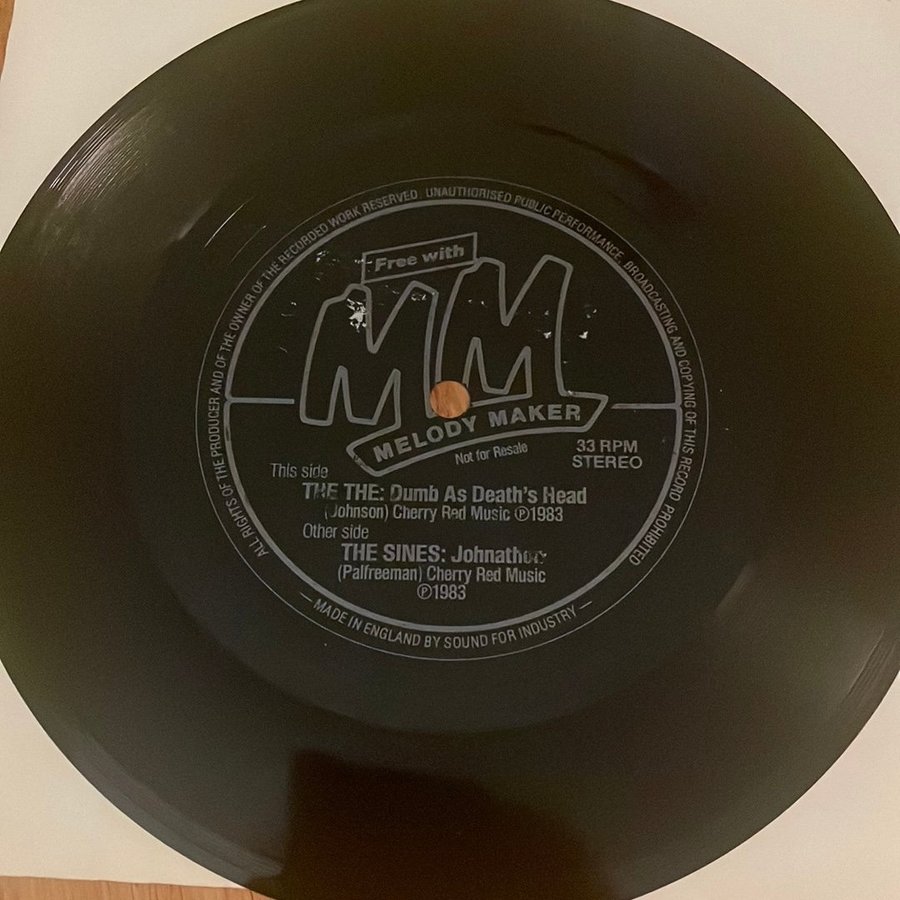 ALL RIGHTS OF THE PRODUCER AND OF THE OWNER OF THE RECORDED WORK RESERVED. UNAUTHORISED PUBLIC PERFORMANCE, BROADCASTING AND COPYING OF THIS RECORD PROHIBITED
Free with
MM
MELODY MAKER
Not for Resale
33 RPM
STEREO
This side
THE THE: Dumb As Death's Head
(Johnson) Cherry Red Music ℗1983
Other side
THE SINES: Johnathon
(Palfreeman) Cherry Red Music
℗1983
— MADE IN ENGLAND BY SOUND FOR INDUSTRY —